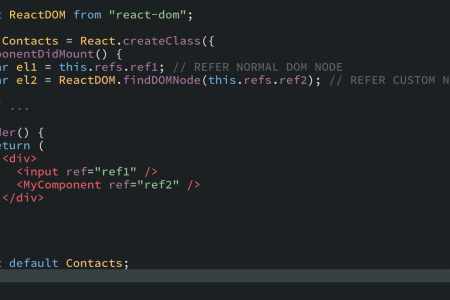 t ReactDOM from "react-dom";
Contacts = React.createClass({
ponentDidMount() {
ar el1 = this.refs.ref1; // REFER NORMAL DOM NODE
ar el2 = ReactDOM.findDOMNode(this.refs.ref2); // REFER CUSTOM N
/ ...
der() {
eturn (
<div>
<input ref="ref1" />
<MyComponent ref="ref2" />
</div>
t default Contacts;